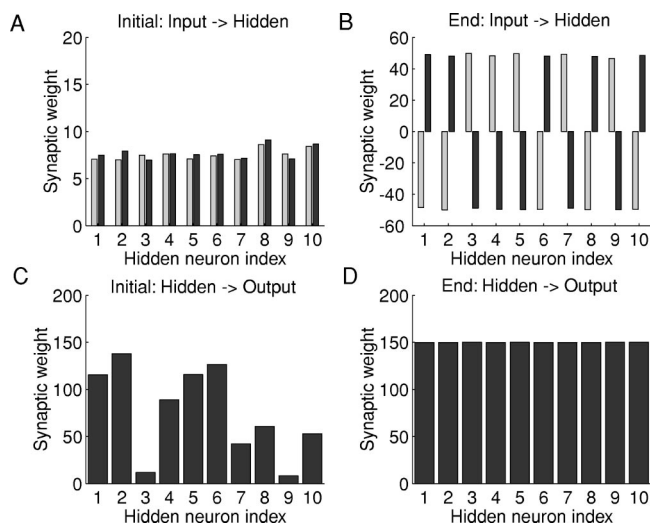 A
Initial: Input -> Hidden
Synaptic weight
20
15
10
5
0
1 2 3 4 5 6 7 8 9 10
Hidden neuron index
B
End: Input -> Hidden
Synaptic weight
60
40
20
0
-20
-40
-60
1 2 3 4 5 6 7 8 9 10
Hidden neuron index
C
Initial: Hidden -> Output
Synaptic weight
200
150
100
50
0
1 2 3 4 5 6 7 8 9 10
Hidden neuron index
D
End: Hidden -> Output
Synaptic weight
200
150
100
50
0
1 2 3 4 5 6 7 8 9 10
Hidden neuron index